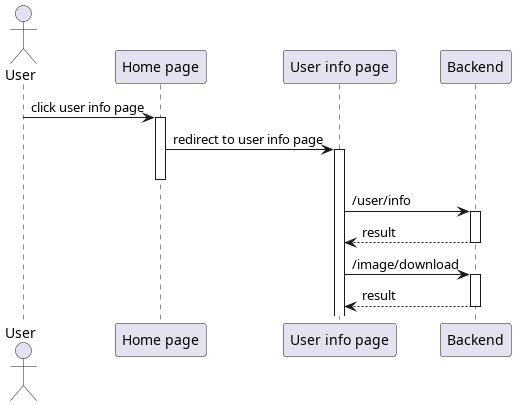 User
Home page
User info page
Backend
click user info page
redirect to user info page
/user/info
result
/image/download
result
User
Home page
User info page
Backend